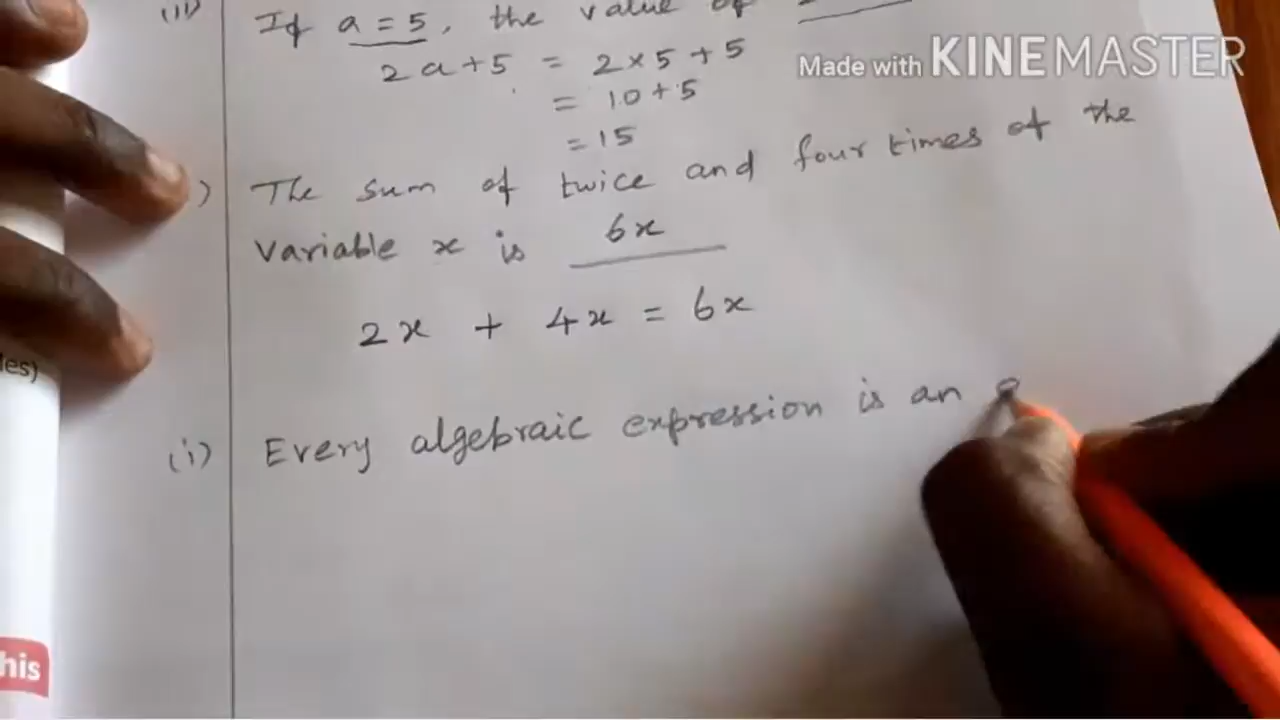 (ii) If a = 5, the value of
2a+5 = 2×5 +5
= 10+5
= 15
) The sum of twice and four times of the
variable x is 6x
2x + 4x = 6x
(i) Every algebraic expression is an
les)
his
Made with KINEMASTER